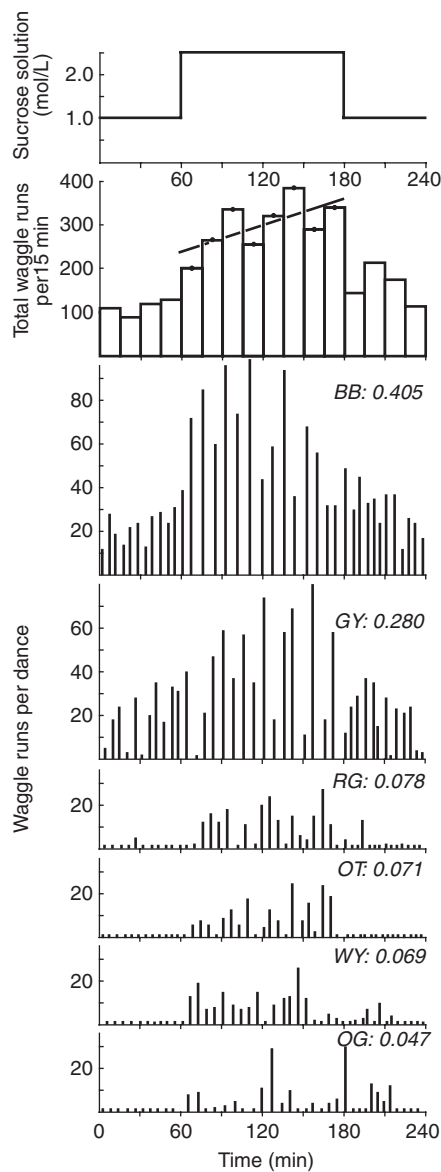 Sucrose solution
(mol/L)
2.0
1.0
0 60 120 180 240
Total waggle runs
per15 min
400
300
200
100
Waggle runs per dance
BB: 0.405
80
60
40
20
GY: 0.280
60
40
20
RG: 0.078
20
OT: 0.071
20
WY: 0.069
20
OG: 0.047
20
0 60 120 180 240
Time (min)